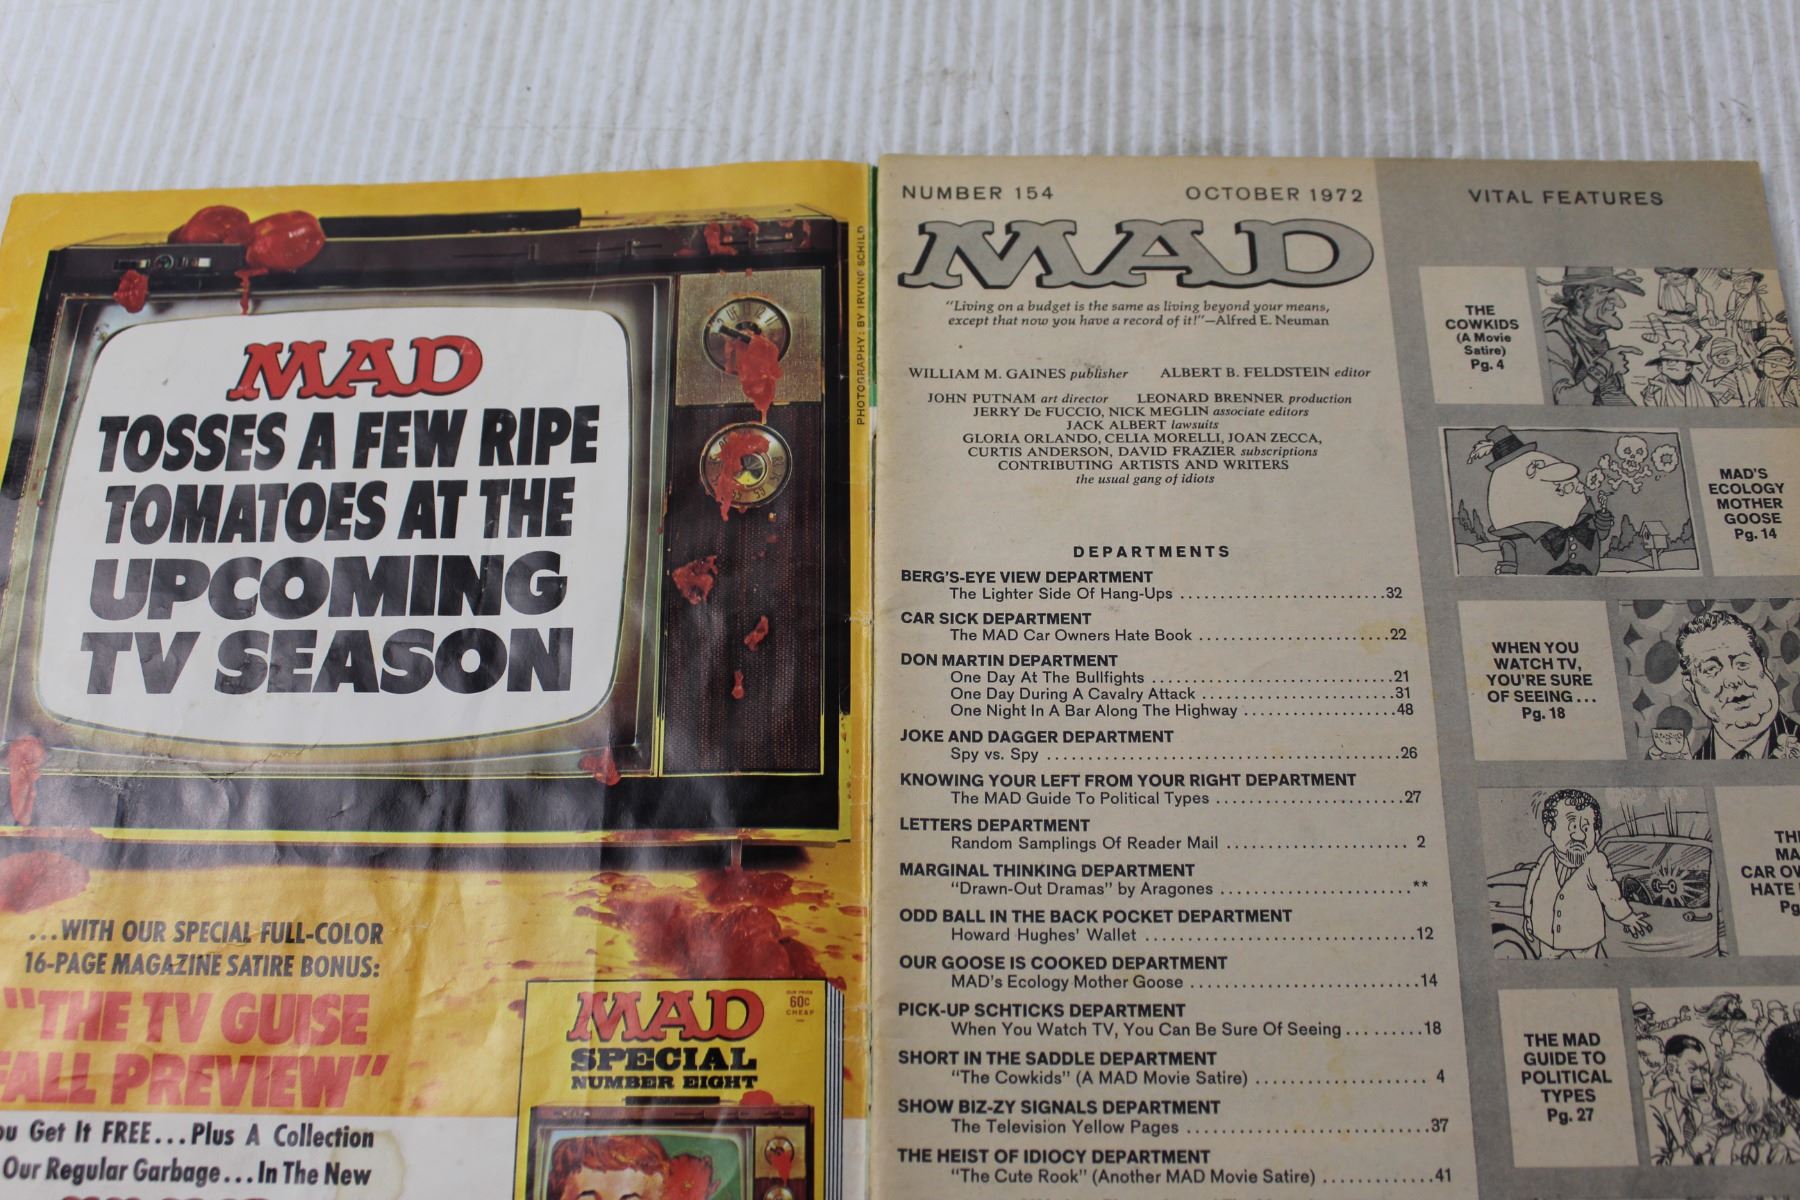 MAD
TOSSES A FEW RIPE
TOMATOES AT THE
UPCOMING
TV SEASON
PHOTOGRAPHY: BY IRVING SCHILD
...WITH OUR SPECIAL FULL-COLOR
16-PAGE MAGAZINE SATIRE BONUS:
"THE TV GUISE
FALL PREVIEW"
ou Get It FREE...Plus A Collection
Our Regular Garbage...In The New
MAD
OUR PRICE
60c
CHEAP
SPECIAL
NUMBER EIGHT
NUMBER 154 OCTOBER 1972
MAD
"Living on a budget is the same as living beyond your means,
except that now you have a record of it!"—Alfred E. Neuman
WILLIAM M. GAINES publisher ALBERT B. FELDSTEIN editor
JOHN PUTNAM art director LEONARD BRENNER production
JERRY De FUCCIO, NICK MEGLIN associate editors
JACK ALBERT lawsuits
GLORIA ORLANDO, CELIA MORELLI, JOAN ZECCA,
CURTIS ANDERSON, DAVID FRAZIER subscriptions
CONTRIBUTING ARTISTS AND WRITERS
the usual gang of idiots
DEPARTMENTS
BERG'S-EYE VIEW DEPARTMENT
The Lighter Side Of Hang-Ups ..........32
CAR SICK DEPARTMENT
The MAD Car Owners Hate Book ..........22
DON MARTIN DEPARTMENT
One Day At The Bullfights ..........21
One Day During A Cavalry Attack ..........31
One Night In A Bar Along The Highway ..........48
JOKE AND DAGGER DEPARTMENT
Spy vs. Spy ..........26
KNOWING YOUR LEFT FROM YOUR RIGHT DEPARTMENT
The MAD Guide To Political Types ..........27
LETTERS DEPARTMENT
Random Samplings Of Reader Mail .......... 2
MARGINAL THINKING DEPARTMENT
"Drawn-Out Dramas" by Aragones ..........**
ODD BALL IN THE BACK POCKET DEPARTMENT
Howard Hughes' Wallet ..........12
OUR GOOSE IS COOKED DEPARTMENT
MAD's Ecology Mother Goose ..........14
PICK-UP SCHTICKS DEPARTMENT
When You Watch TV, You Can Be Sure Of Seeing ..........18
SHORT IN THE SADDLE DEPARTMENT
"The Cowkids" (A MAD Movie Satire) .......... 4
SHOW BIZ-ZY SIGNALS DEPARTMENT
The Television Yellow Pages ..........37
THE HEIST OF IDIOCY DEPARTMENT
"The Cute Rook" (Another MAD Movie Satire) ..........41
VITAL FEATURES
THE
COWKIDS
(A Movie
Satire)
Pg. 4
MAD'S
ECOLOGY
MOTHER
GOOSE
Pg. 14
WHEN YOU
WATCH TV,
YOU'RE SURE
OF SEEING...
Pg. 18
TH
MA
CAR OW
HATE
Pg
THE MAD
GUIDE TO
POLITICAL
TYPES
Pg. 27